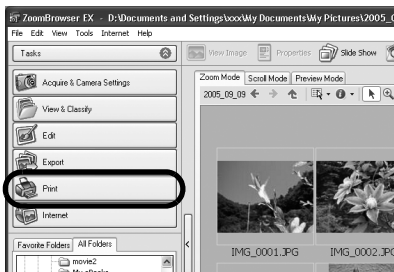 ZoomBrowser EX - D:\Documents and Settings\xxx\My Documents\My Pictures\2005_0
File Edit View Tools Internet Help
Tasks
View Image Properties Slide Show
Acquire & Camera Settings
View & Classify
Edit
Export
Print
Internet
Zoom Mode Scroll Mode Preview Mode
2005_09_09
IMG_0001.JPG IMG_0002.JPG
Favorite Folders All Folders
movie2